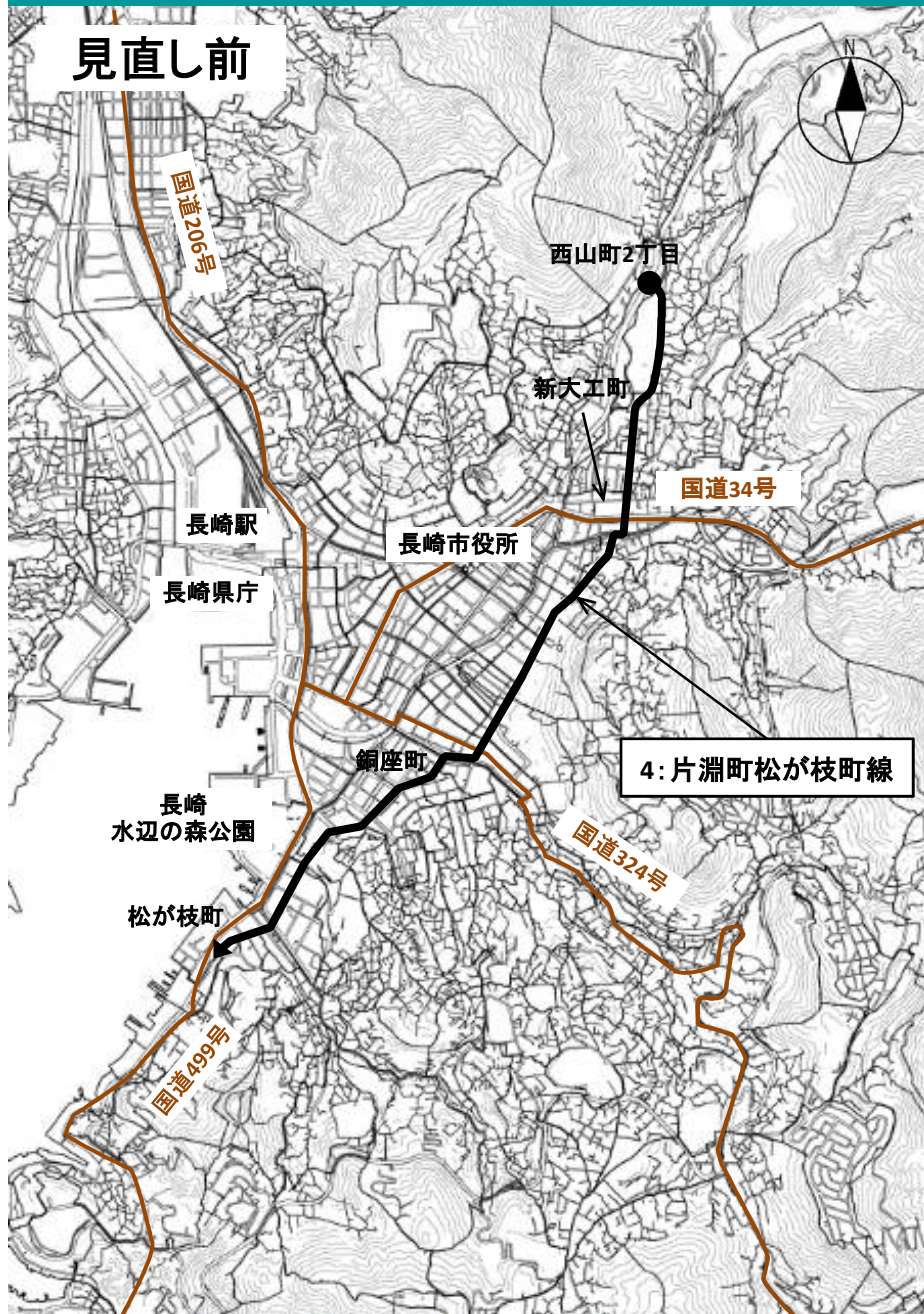 見直し前
N
国道206号
西山町2丁目
新大工町
国道34号
長崎駅
長崎市役所
長崎県庁
銅座町
4：片淵町松が枝町線
長崎
水辺の森公園
国道324号
松が枝町
国道499号